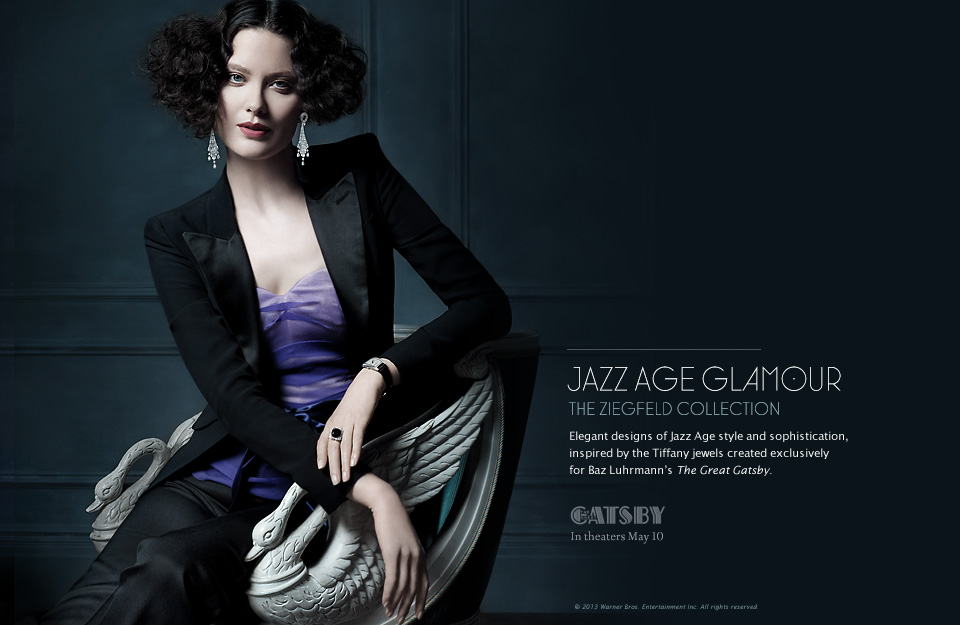 JAZZ AGE GLAMOUR
THE ZIEGFELD COLLECTION
Elegant designs of Jazz Age style and sophistication,
inspired by the Tiffany jewels created exclusively
for Baz Luhrmann's The Great Gatsby.
GATSBY
In theaters May 10
© 2013 Warner Bros. Entertainment Inc. All rights reserved.